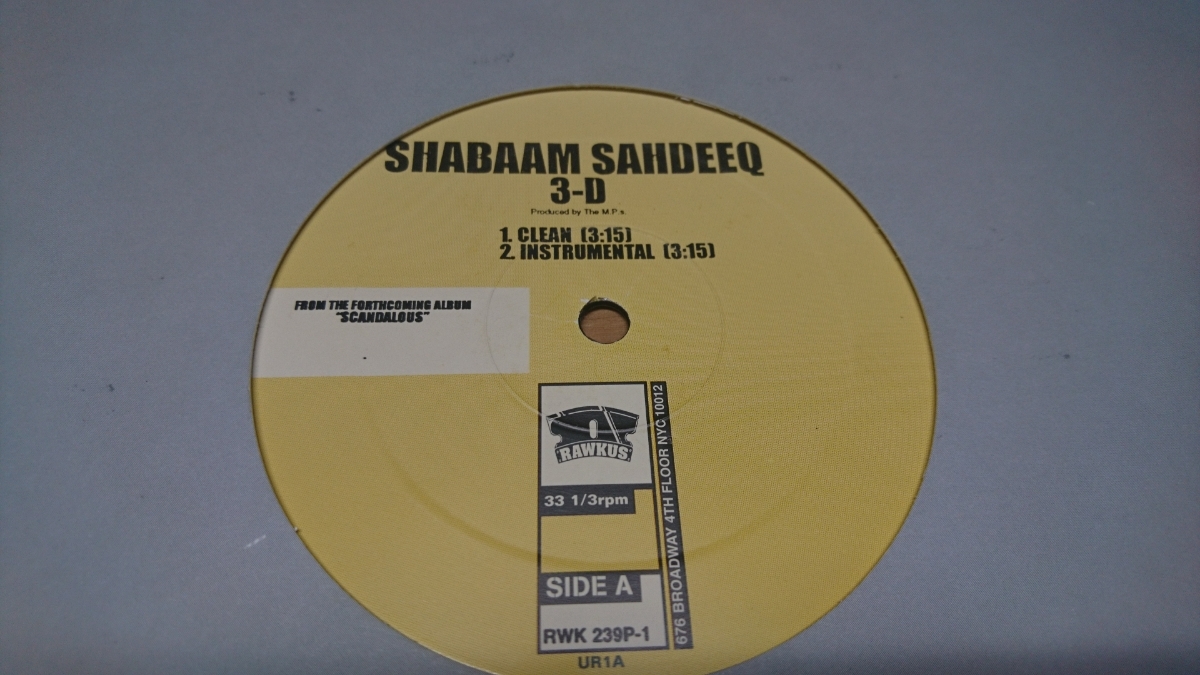 SHABAAM SAHDEEQ
3-D
Produced by The M.P.s.
1. CLEAN (3:15)
2. INSTRUMENTAL (3:15)
FROM THE FORTHCOMING ALBUM
"SCANDALOUS"
RAWKUS
33 1/3rpm
SIDE A
RWK 239P-1
676 BROADWAY 4TH FLOOR NYC 10012
UR1A